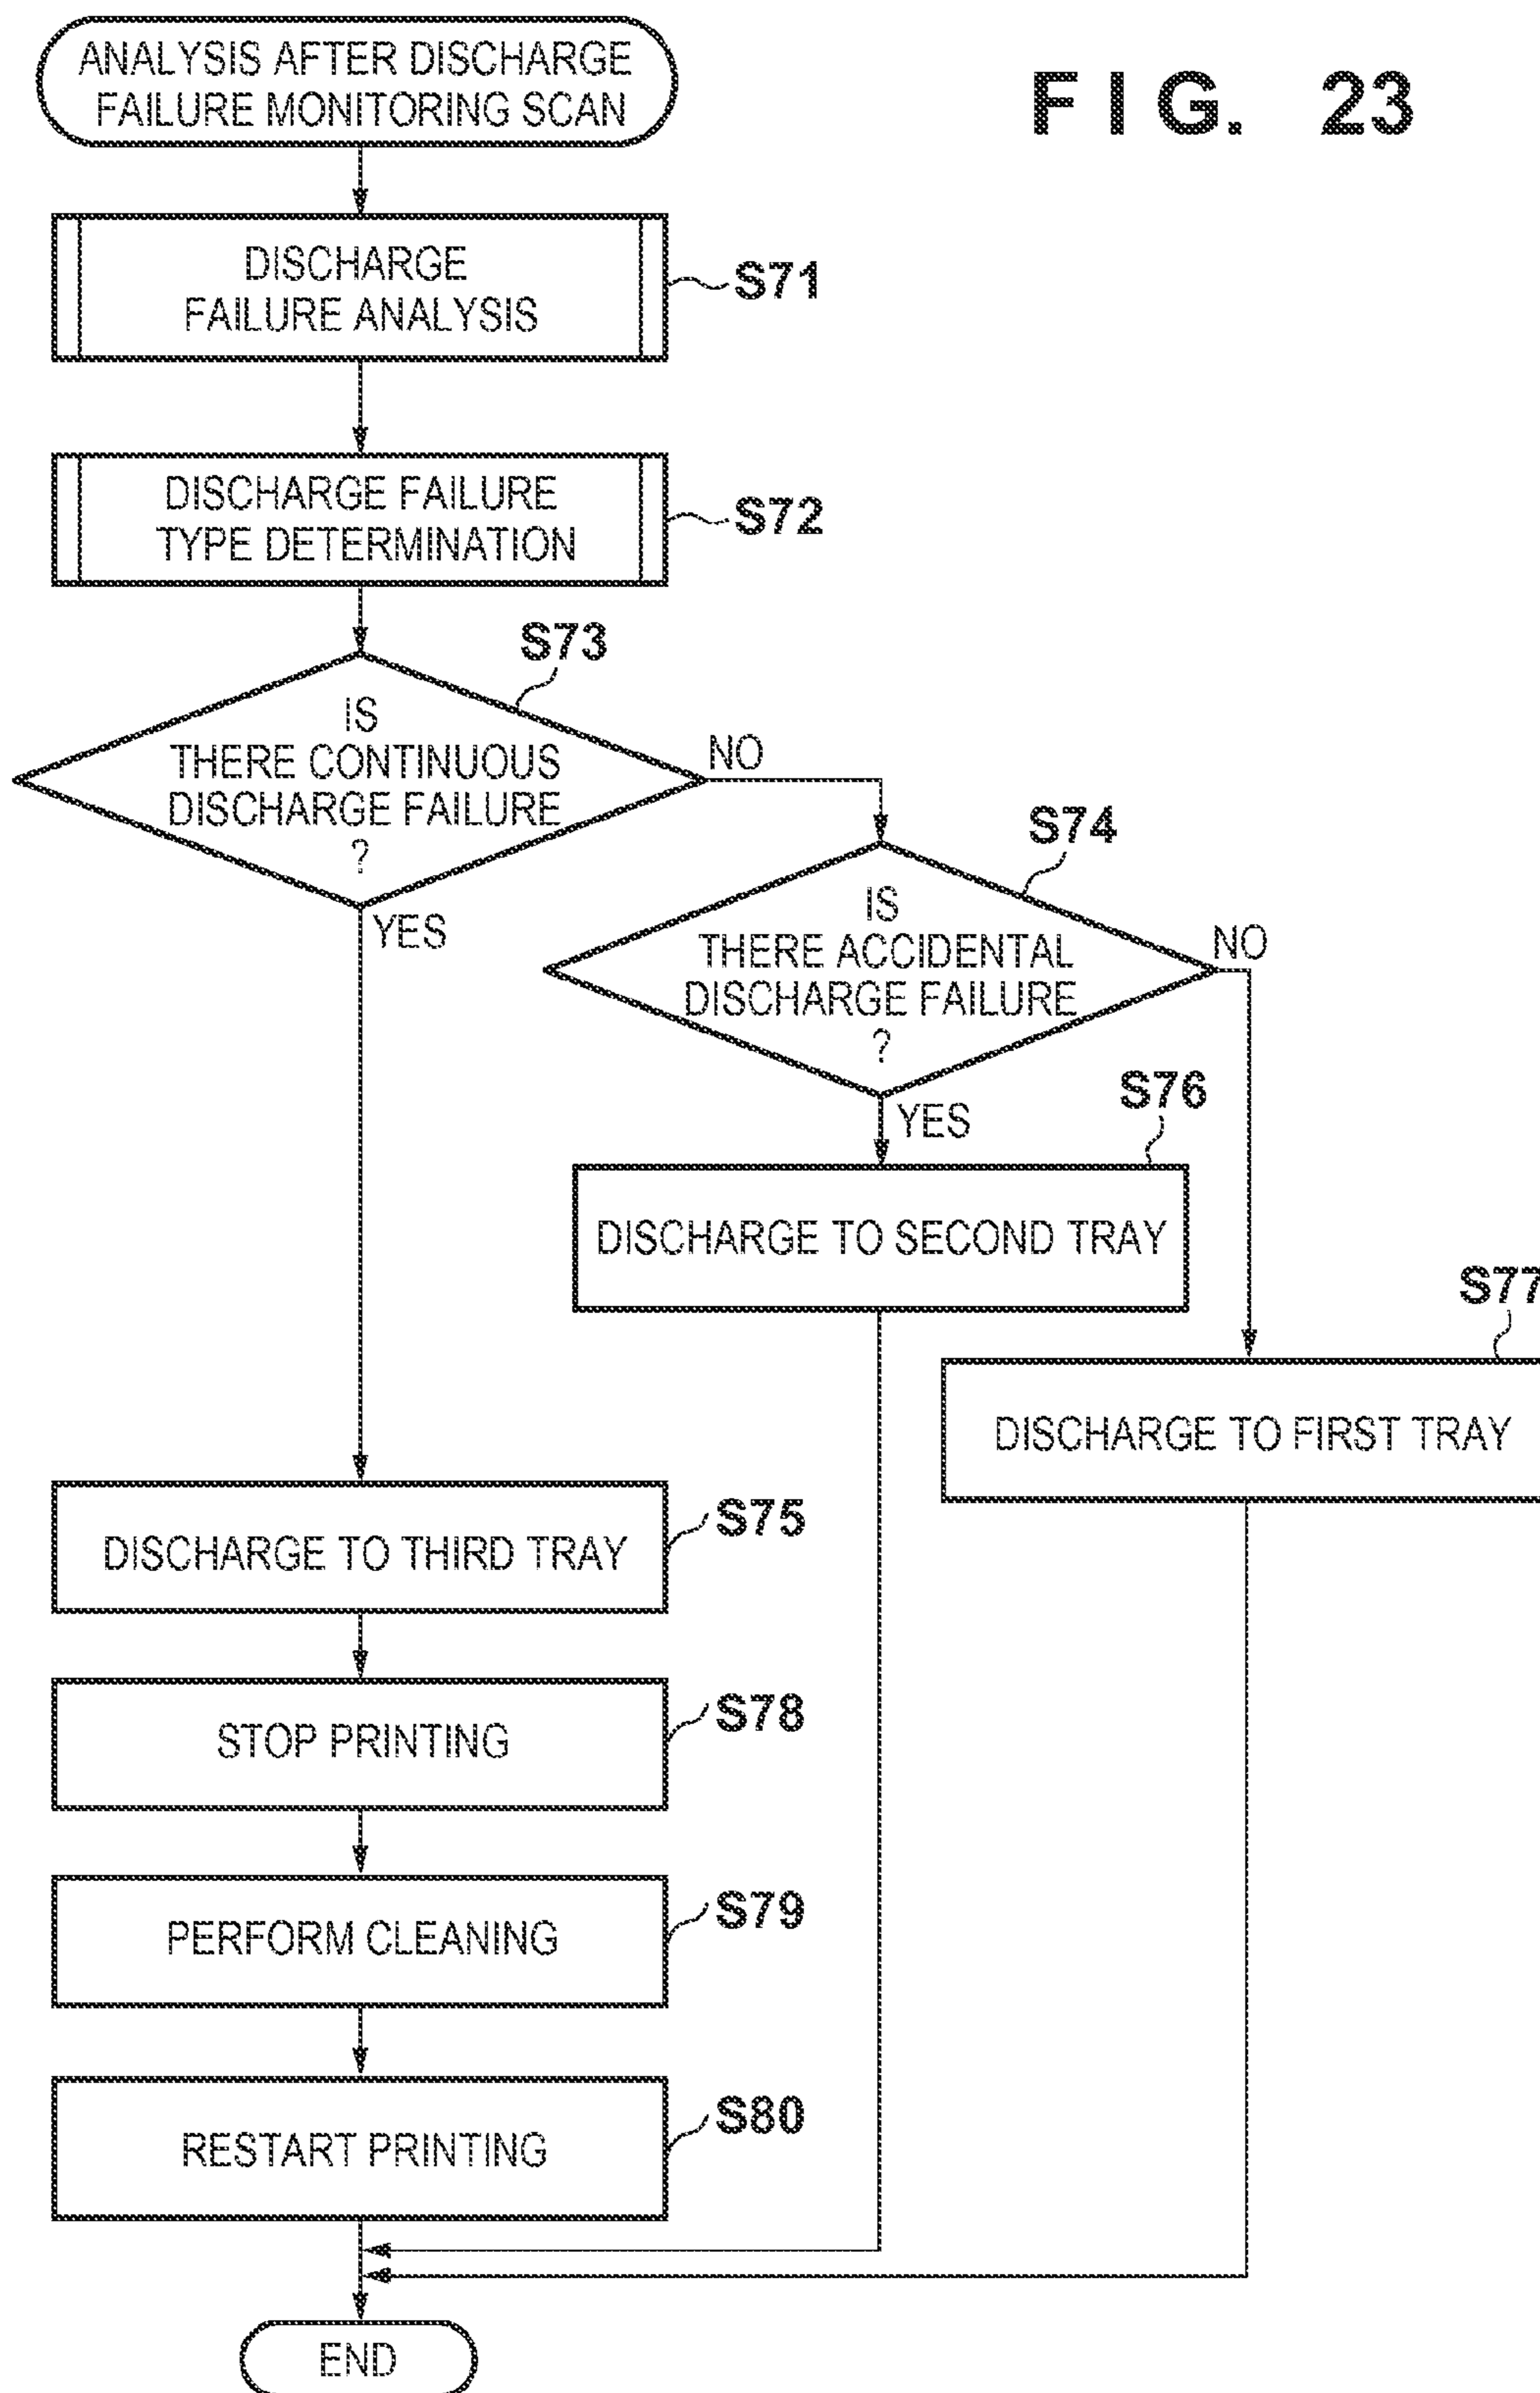 ANALYSIS AFTER DISCHARGE
FAILURE MONITORING SCAN
FIG. 23
DISCHARGE
FAILURE ANALYSIS
S71
DISCHARGE FAILURE
TYPE DETERMINATION
S72
S73
IS
THERE CONTINUOUS
DISCHARGE FAILURE
?
NO
YES
S74
IS
THERE ACCIDENTAL
DISCHARGE FAILURE
?
NO
YES
S76
DISCHARGE TO SECOND TRAY
S77
DISCHARGE TO FIRST TRAY
DISCHARGE TO THIRD TRAY
S75
STOP PRINTING
S78
PERFORM CLEANING
S79
RESTART PRINTING
S80
END